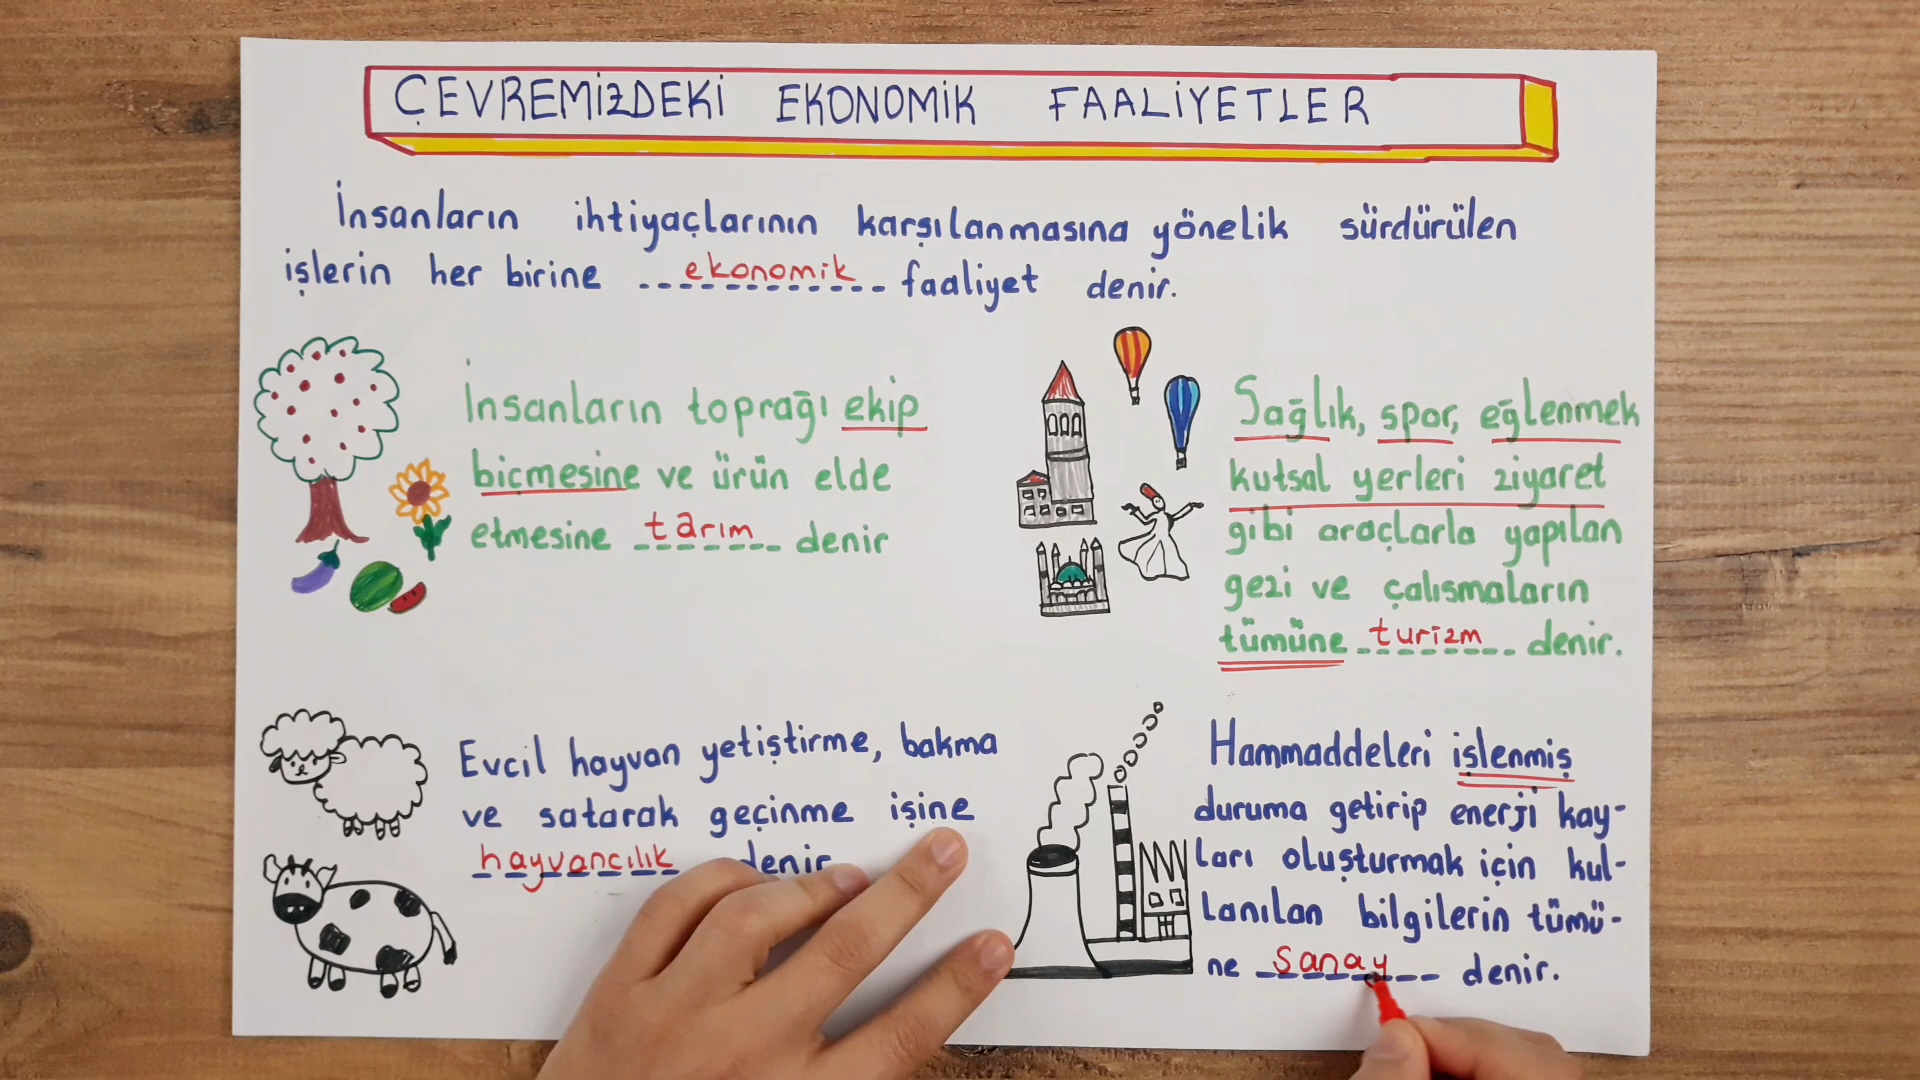 ÇEVREMİZDEKİ EKONOMİK FAALİYETLER
İnsanların ihtiyaçlarının karşılanmasına yönelik sürdürülen
işlerin her birine ekonomik faaliyet denir.
İnsanların toprağı ekip
biçmesine ve ürün elde
etmesine tarım denir
Sağlık, spor, eğlenmek
kutsal yerleri ziyaret
gibi araçlarla yapılan
gezi ve çalısmaların
tümüne turizm denir.
Evcil hayvan yetiştirme, bakma
ve satarak geçinme işine
hayvancılık denir
Hammaddeleri işlenmiş
duruma getirip enerji kay-
ları oluşturmak için kul-
lanılan bilgilerin tümü-
ne sanay denir.